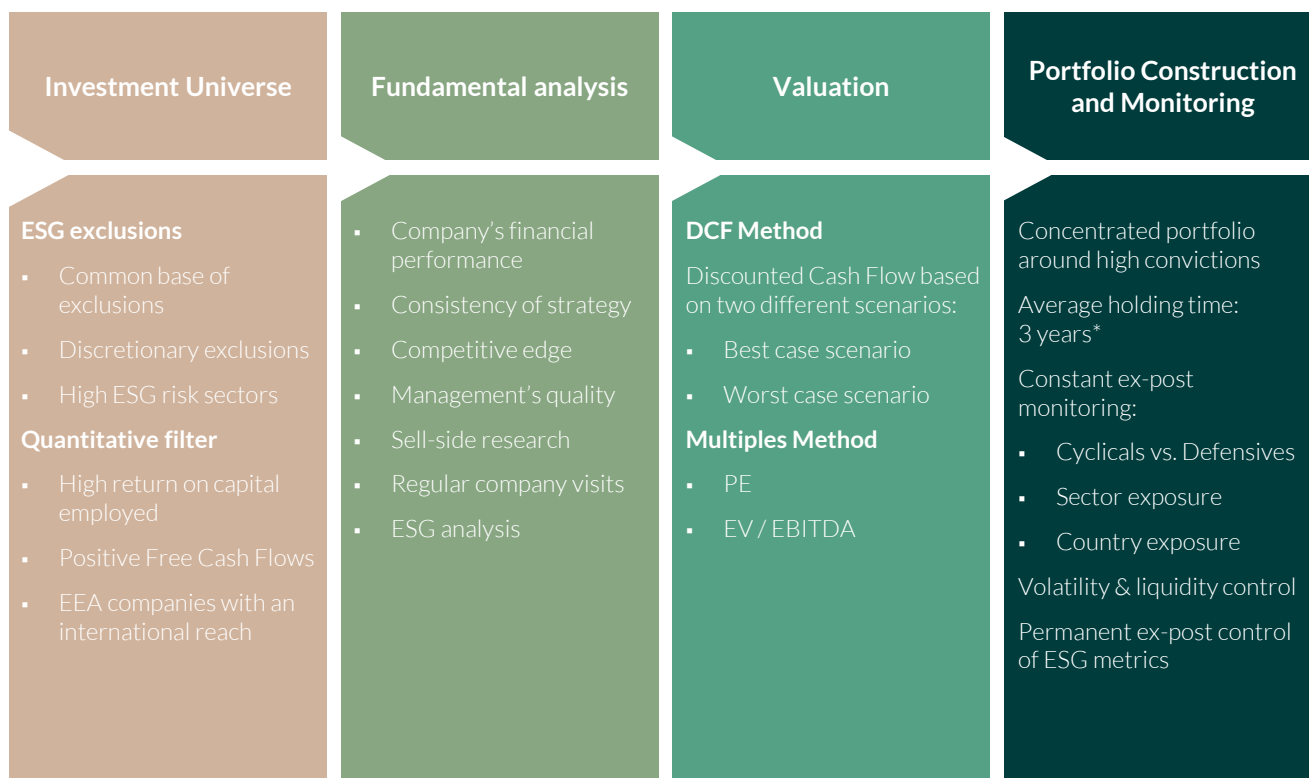 Investment Universe
ESG exclusions
▪ Common base of
exclusions
▪ Discretionary exclusions
▪ High ESG risk sectors
Quantitative filter
▪ High return on capital
employed
▪ Positive Free Cash Flows
▪ EEA companies with an
international reach
Fundamental analysis
▪ Company’s financial
performance
▪ Consistency of strategy
▪ Competitive edge
▪ Management’s quality
▪ Sell-side research
▪ Regular company visits
▪ ESG analysis
Valuation
DCF Method
Discounted Cash Flow based
on two different scenarios:
▪ Best case scenario
▪ Worst case scenario
Multiples Method
▪ PE
▪ EV / EBITDA
Portfolio Construction
and Monitoring
Concentrated portfolio
around high convictions
Average holding time:
3 years*
Constant ex-post
monitoring:
▪ Cyclicals vs. Defensives
▪ Sector exposure
▪ Country exposure
Volatility & liquidity control
Permanent ex-post control
of ESG metrics